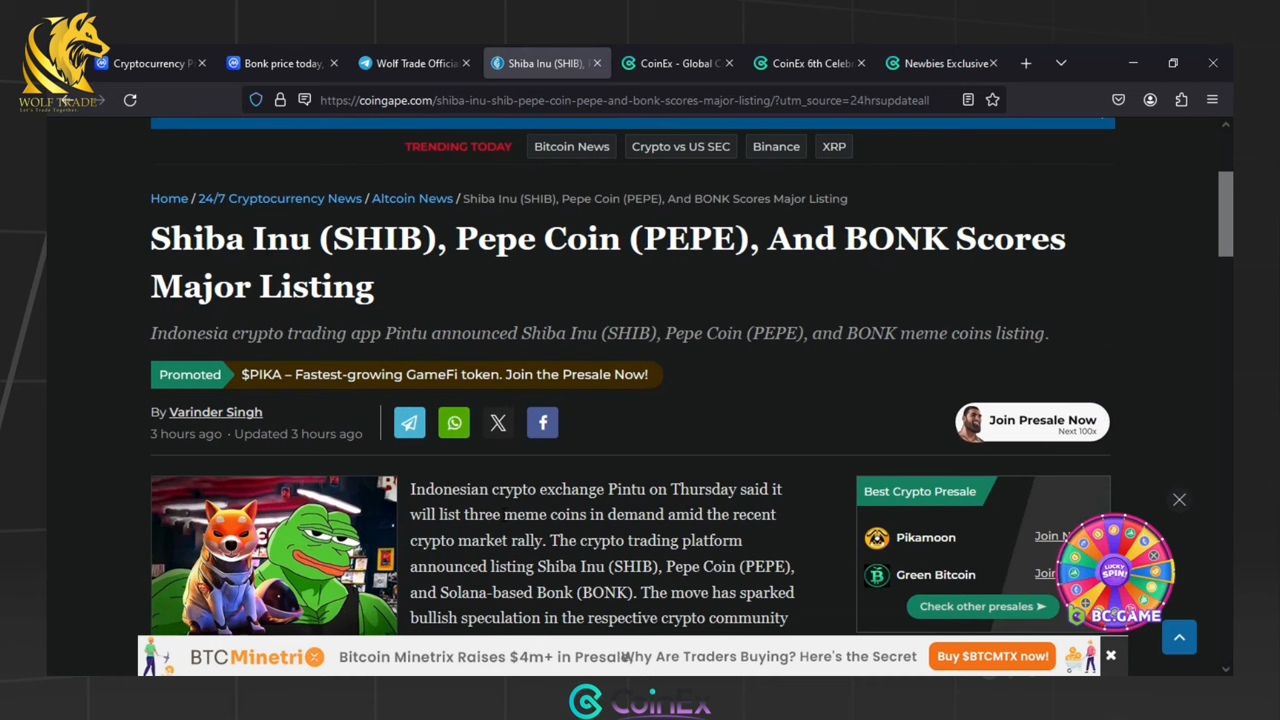 WOLF TRADE
Let's Trade Together.
Cryptocurrency P
Bonk price today,
Wolf Trade Officia
Shiba Inu (SHIB),
CoinEx - Global C
CoinEx 6th Celebr
Newbies Exclusive
https://coingape.com/shiba-inu-shib-pepe-coin-pepe-and-bonk-scores-major-listing/?utm_source=24hrsupdateall
TRENDING TODAY
Bitcoin News
Crypto vs US SEC
Binance
XRP
Home / 24/7 Cryptocurrency News / Altcoin News / Shiba Inu (SHIB), Pepe Coin (PEPE), And BONK Scores Major Listing
Shiba Inu (SHIB), Pepe Coin (PEPE), And BONK Scores
Major Listing
Indonesia crypto trading app Pintu announced Shiba Inu (SHIB), Pepe Coin (PEPE), and BONK meme coins listing.
Promoted
$PIKA – Fastest-growing GameFi token. Join the Presale Now!
By Varinder Singh
3 hours ago · Updated 3 hours ago
Join Presale Now
Next 100x
Indonesian crypto exchange Pintu on Thursday said it
will list three meme coins in demand amid the recent
crypto market rally. The crypto trading platform
announced listing Shiba Inu (SHIB), Pepe Coin (PEPE),
and Solana-based Bonk (BONK). The move has sparked
bullish speculation in the respective crypto community
Best Crypto Presale
Pikamoon
Join N
Green Bitcoin
Join
Check other presales ➤
LUCKY
SPIN!
BC.GAME
BTCMinetrix
Bitcoin Minetrix Raises $4m+ in Presale
Why Are Traders Buying? Here's the Secret
Buy $BTCMTX now!
CoinEx